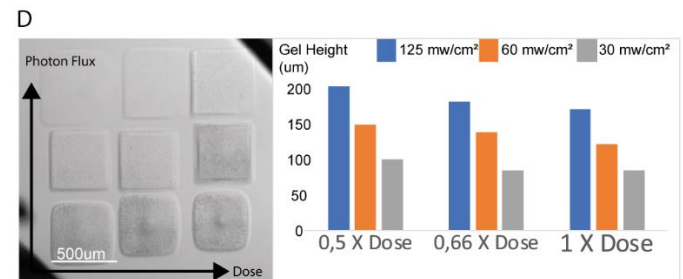 D
Photon Flux
500um
Dose
Gel Height
(um)
125 mw/cm²
60 mw/cm²
30 mw/cm²
200
150
100
50
0
0,5 X Dose
0,66 X Dose
1 X Dose